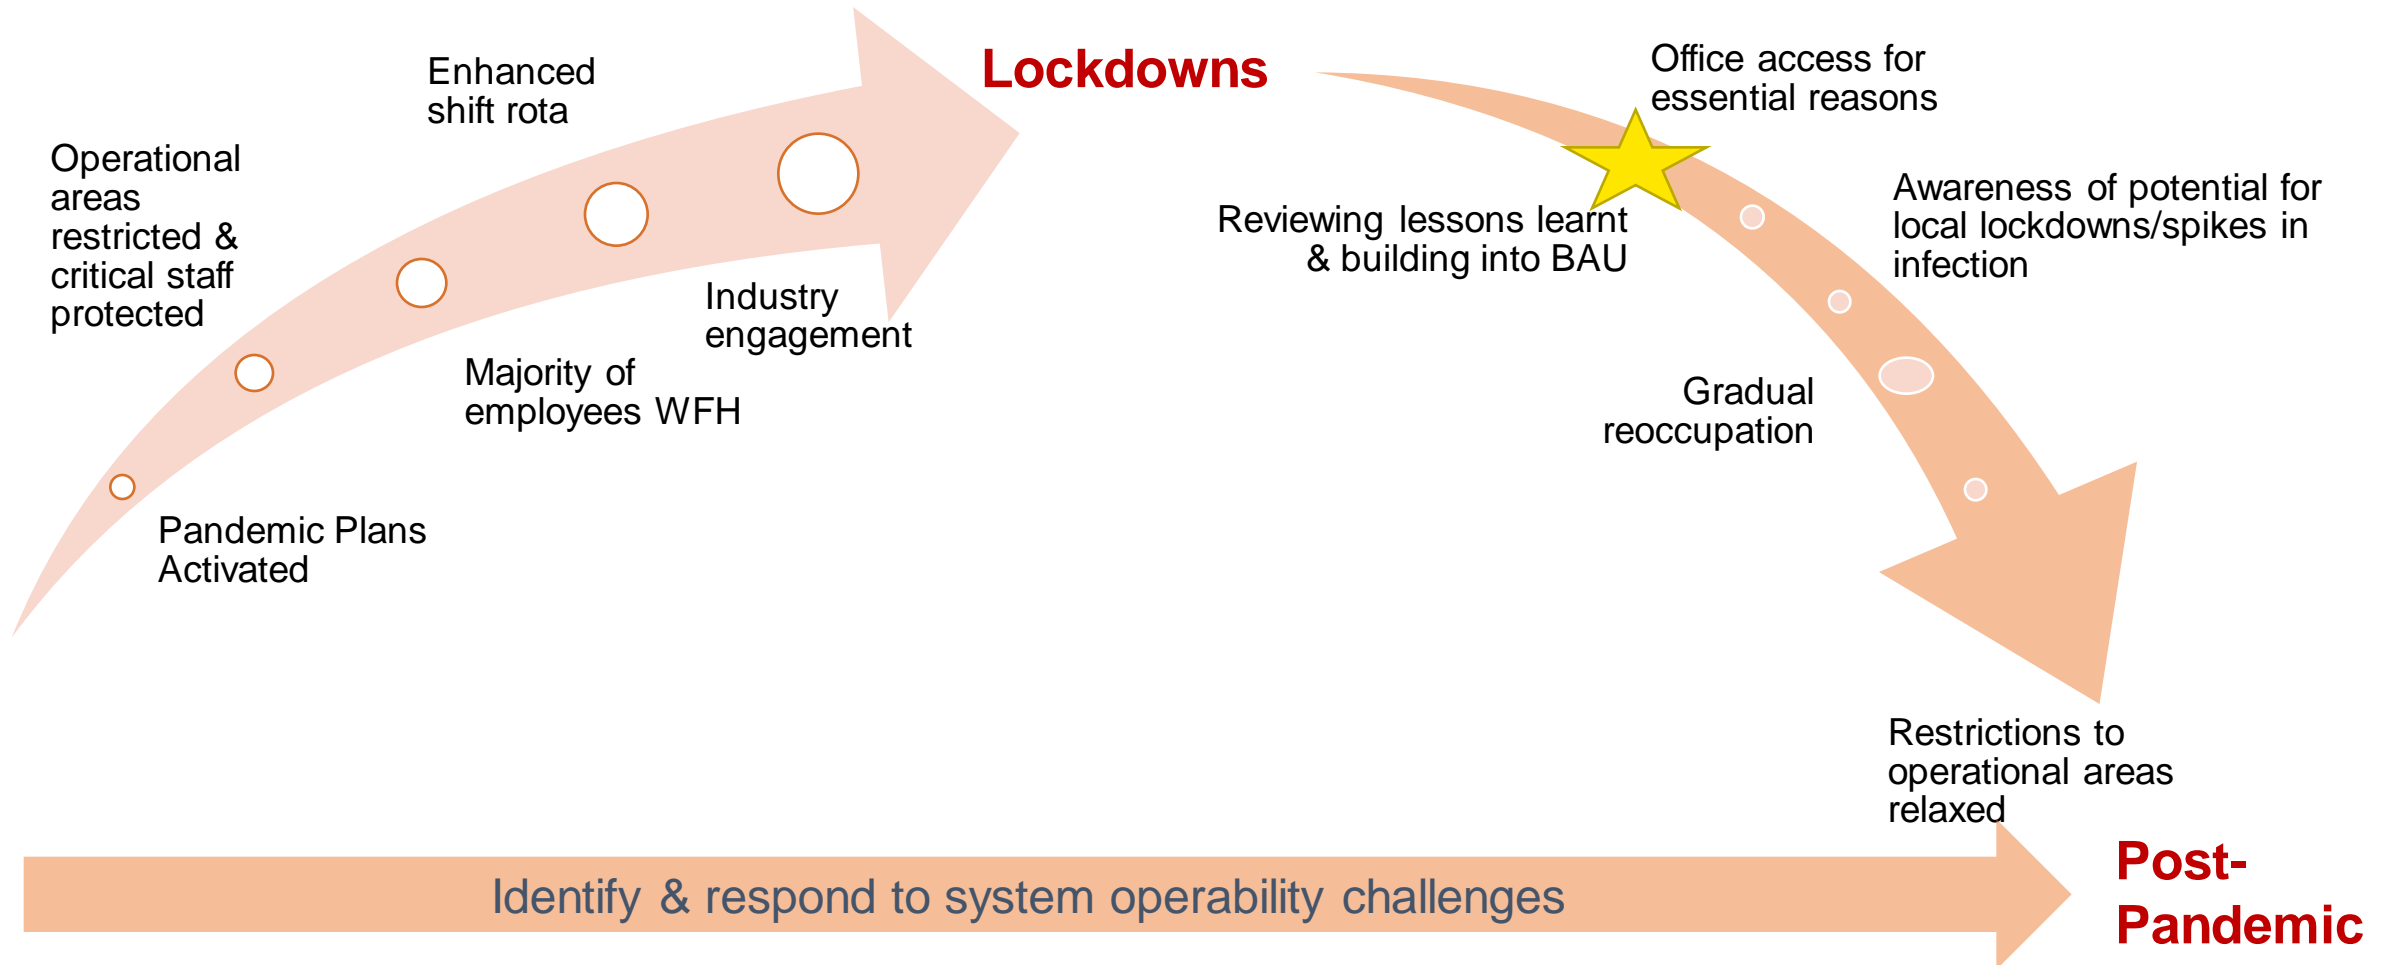 Enhanced
shift rota
Operational
areas
restricted &
critical staff
protected
Pandemic Plans
Activated
Majority of
employees WFH
Industry
engagement
Lockdowns
Office access for
essential reasons
Reviewing lessons learnt
& building into BAU
Awareness of potential for
local lockdowns/spikes in
infection
Gradual
reoccupation
Restrictions to
operational areas
relaxed
Identify & respond to system operability challenges
Post-
Pandemic